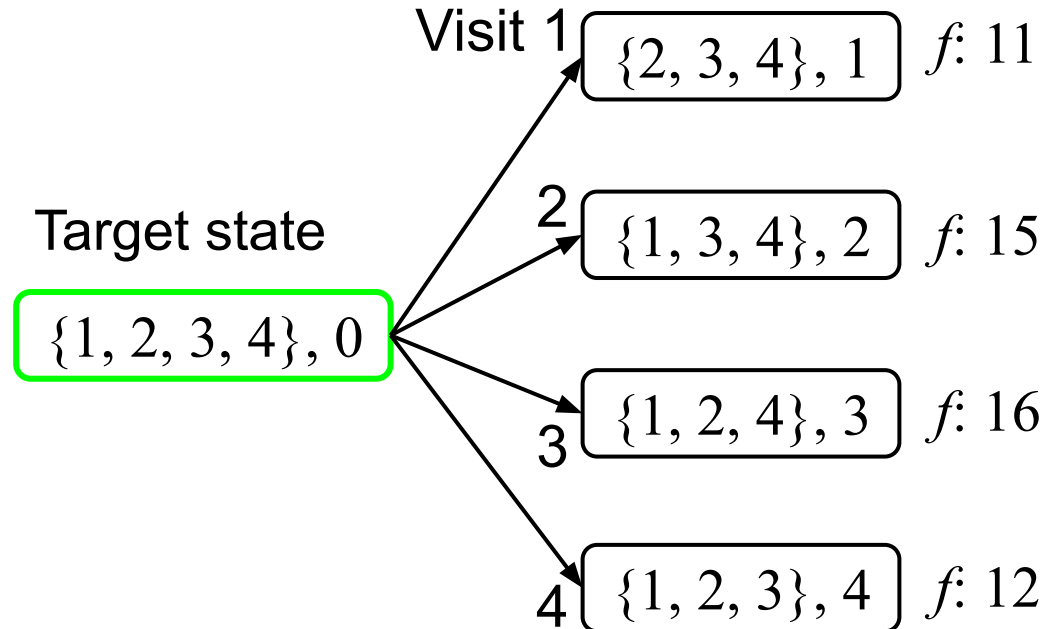 Visit 1
{2, 3, 4}, 1
f: 11
2
{1, 3, 4}, 2
f: 15
Target state
{1, 2, 3, 4}, 0
3
{1, 2, 4}, 3
f: 16
4
{1, 2, 3}, 4
f: 12